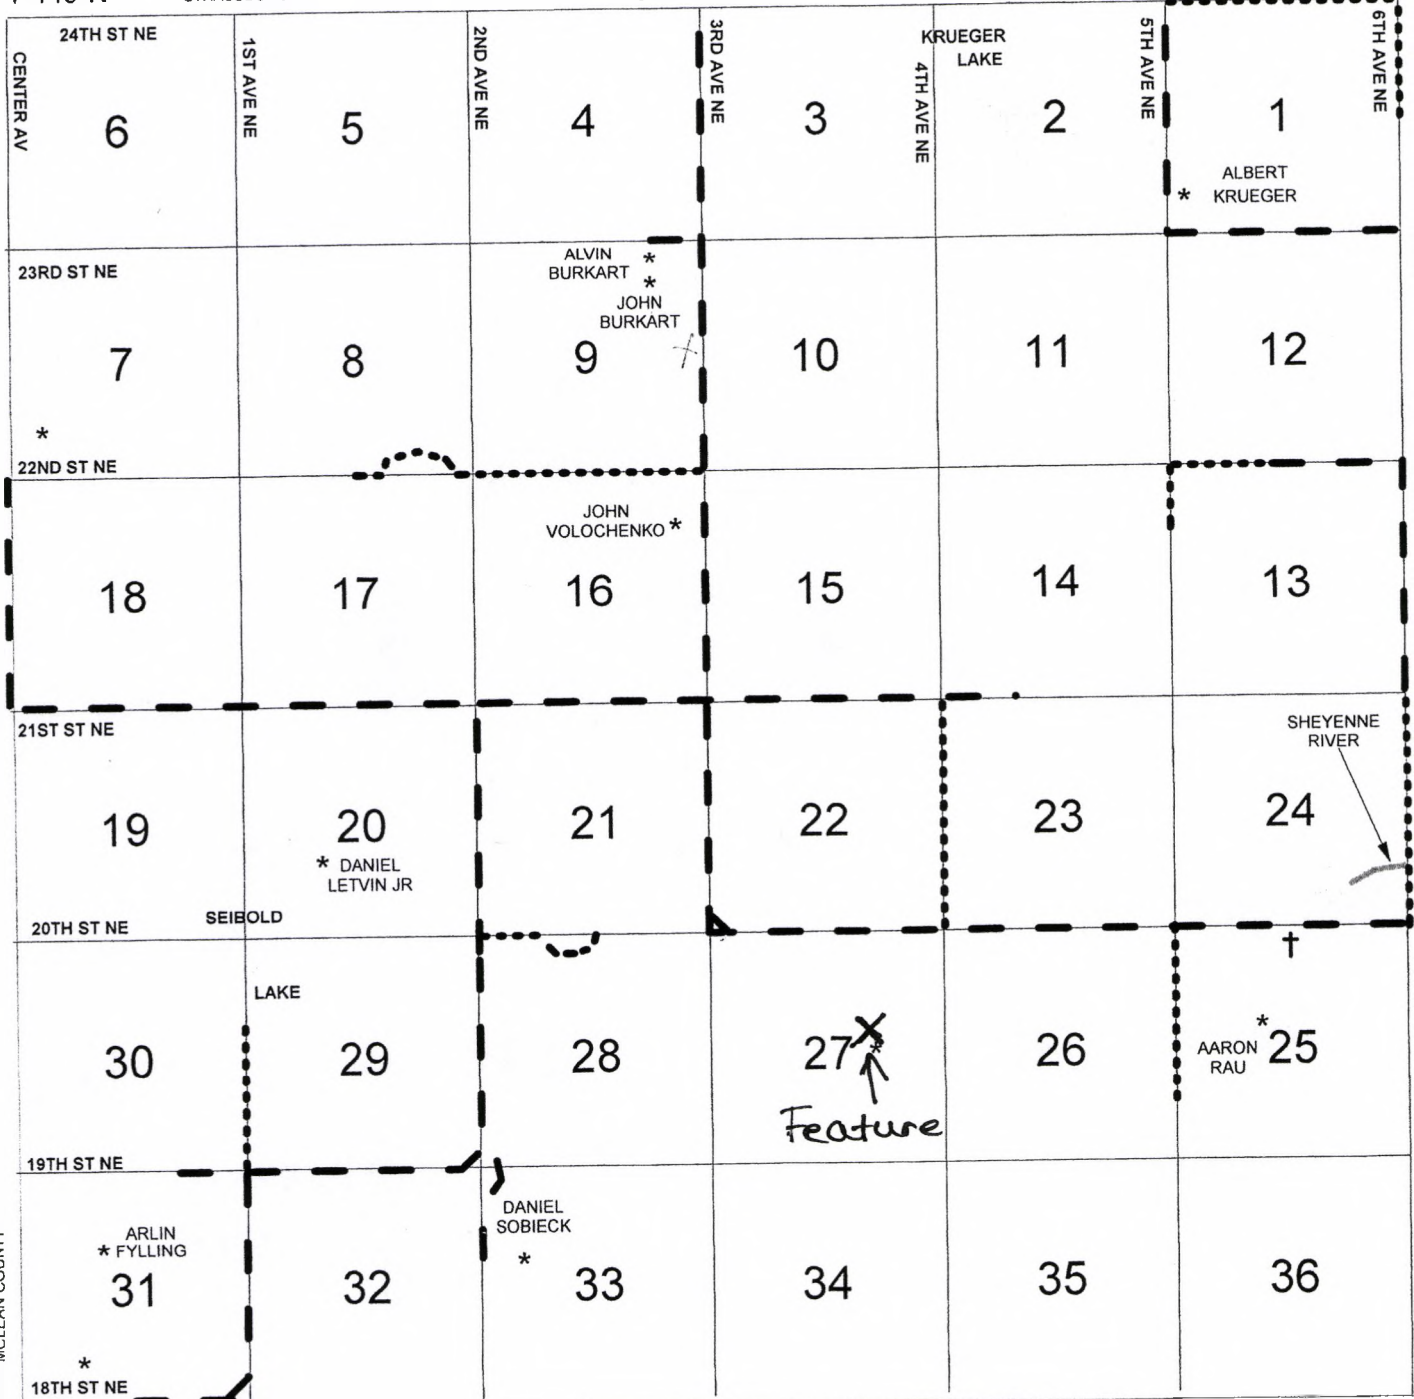 24TH ST NE
CENTER AV
1ST AVE NE
2ND AVE NE
3RD AVE NE
4TH AVE NE
5TH AVE NE
6TH AVE NE
KRUEGER
LAKE
6
5
4
3
2
1
ALBERT
* KRUEGER
23RD ST NE
ALVIN
BURKART *
*
JOHN
BURKART
7
8
9
10
11
12
*
22ND ST NE
JOHN
VOLOCHENKO *
18
17
16
15
14
13
21ST ST NE
SHEYENNE
RIVER
19
20
21
22
23
24
* DANIEL
LETVIN JR
SEIBOLD
LAKE
20TH ST NE
†
30
29
28
27 X
*
26
*
AARON
RAU
25
Feature
19TH ST NE
ARLIN
* FYLLING
DANIEL
SOBIECK
*
31
32
33
34
35
36
*
18TH ST NE